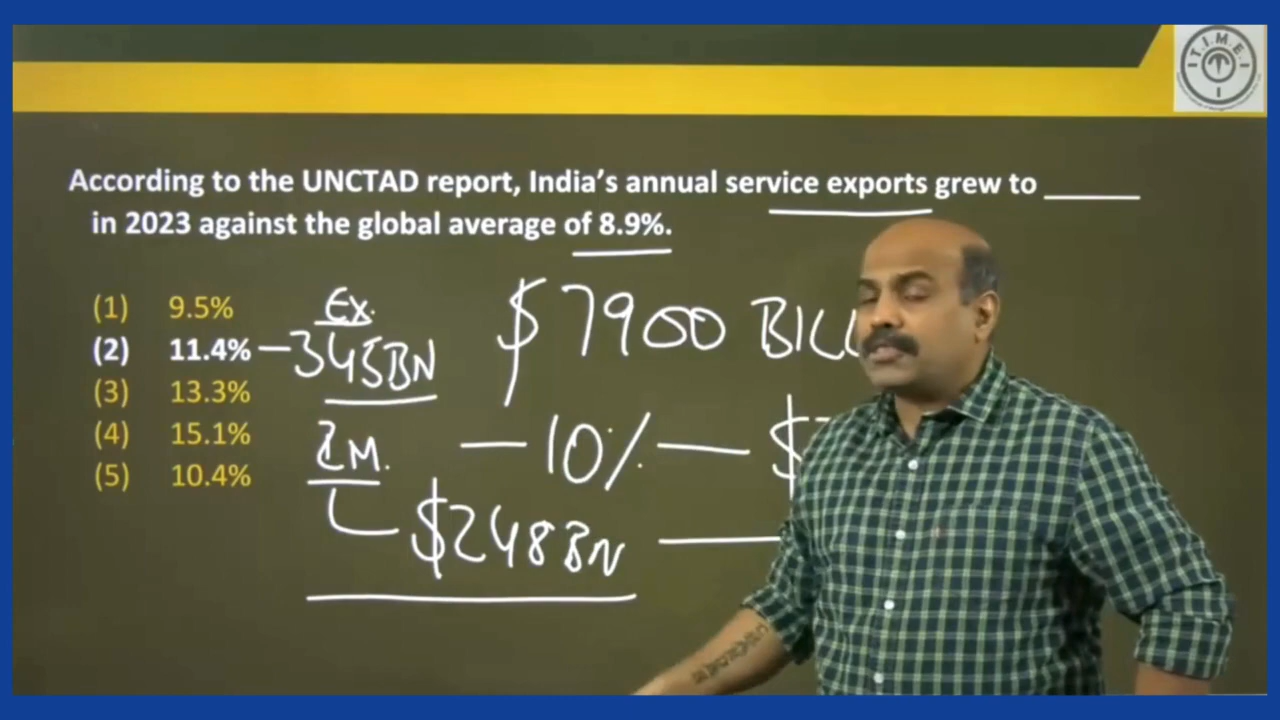 T.I.M.E.
According to the UNCTAD report, India's annual service exports grew to ______
in 2023 against the global average of 8.9%.
(1) 9.5%
(2) 11.4%
(3) 13.3%
(4) 15.1%
(5) 10.4%
Ex.
345BN
$7900 BILL
IM.
10%
$
$248BN